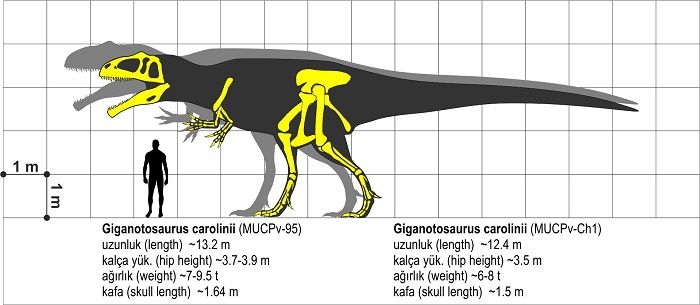 1 m
1 m
Giganotosaurus carolinii (MUCPv-95)
uzunluk (length) ~13.2 m
kalça yük. (hip height) ~3.7-3.9 m
ağırlık (weight) ~7-9.5 t
kafa (skull length) ~1.64 m
Giganotosaurus carolinii (MUCPv-Ch1)
uzunluk (length) ~12.4 m
kalça yük. (hip height) ~3.5 m
ağırlık (weight) ~6-8 t
kafa (skull length) ~1.5 m